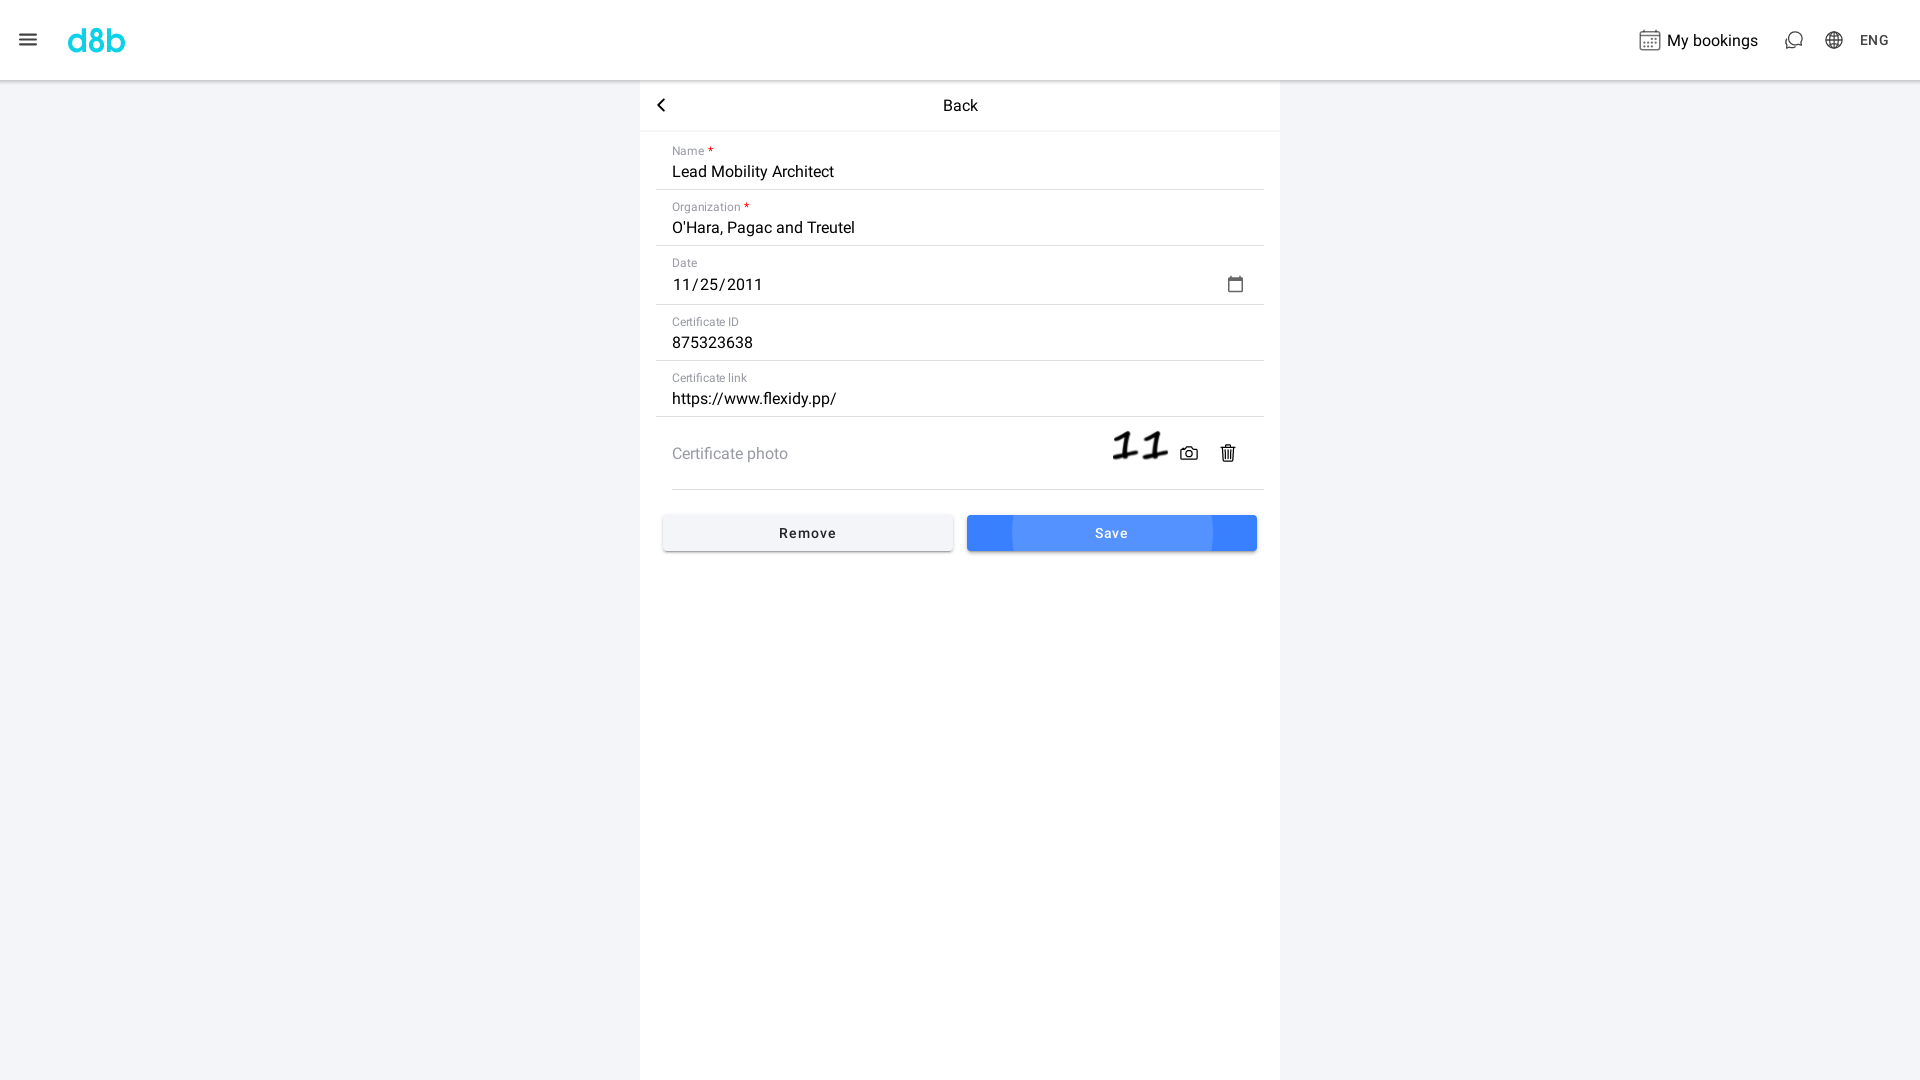 d8b
My bookings
ENG
Back
Name *
Lead Mobility Architect
Organization *
O'Hara, Pagac and Treutel
Date
11/25/2011
Certificate ID
875323638
Certificate link
https://www.flexidy.pp/
Certificate photo
11
Remove
Save